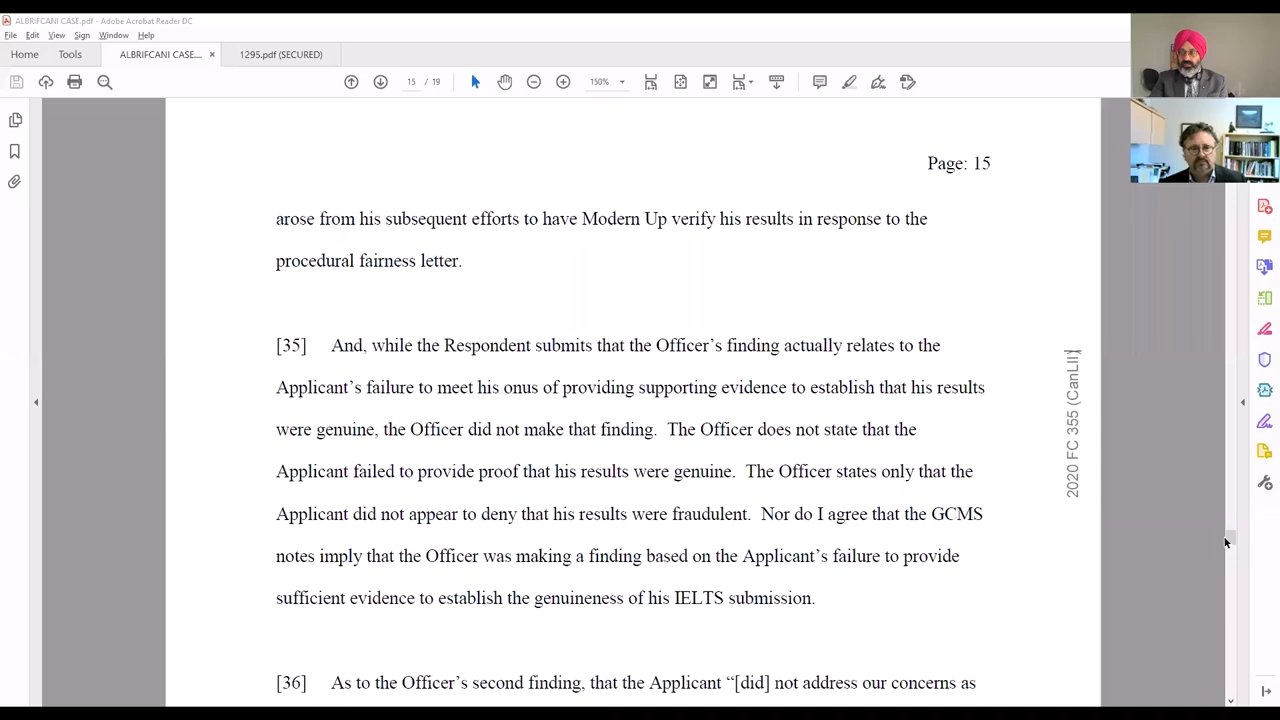 ALBRIFCANI CASE.pdf - Adobe Acrobat Reader DC
File Edit View Sign Window Help
Home Tools ALBRIFCANI CASE.... × 1295.pdf (SECURED)
15 / 19 150%
Page: 15
arose from his subsequent efforts to have Modern Up verify his results in response to the
procedural fairness letter.
[35] And, while the Respondent submits that the Officer’s finding actually relates to the
Applicant’s failure to meet his onus of providing supporting evidence to establish that his results
were genuine, the Officer did not make that finding. The Officer does not state that the
Applicant failed to provide proof that his results were genuine. The Officer states only that the
Applicant did not appear to deny that his results were fraudulent. Nor do I agree that the GCMS
notes imply that the Officer was making a finding based on the Applicant’s failure to provide
sufficient evidence to establish the genuineness of his IELTS submission.
[36] As to the Officer’s second finding, that the Applicant “[did] not address our concerns as
2020 FC 355 (CanLII)